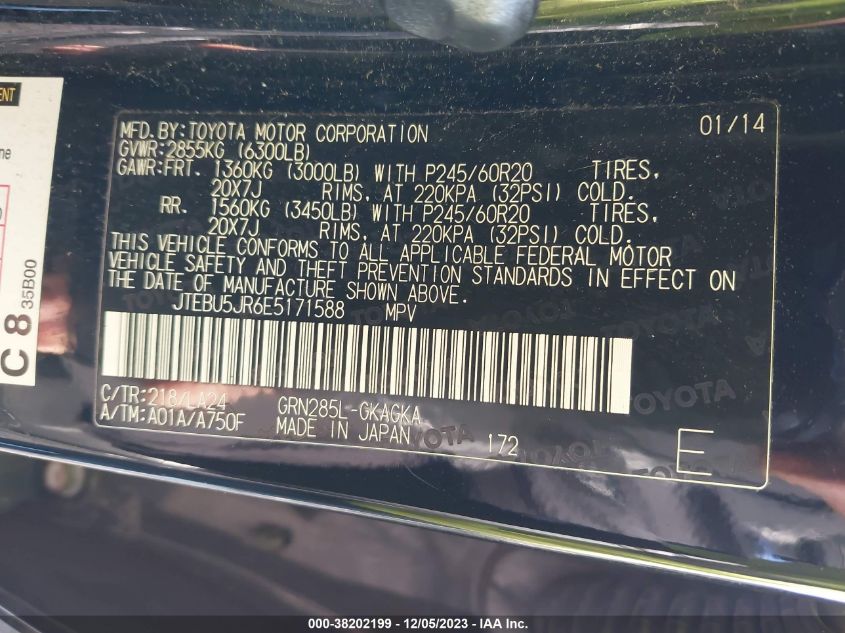 ENT
ne
C 8 35B00
MFD. BY: TOYOTA MOTOR CORPORATION 01/14
GVWR: 2855KG (6300LB)
GAWR: FRT. 1360KG (3000LB) WITH P245/60R20 TIRES,
20X7J RIMS, AT 220KPA (32PSI) COLD.
RR. 1560KG (3450LB) WITH P245/60R20 TIRES,
20X7J RIMS, AT 220KPA (32PSI) COLD.
THIS VEHICLE CONFORMS TO ALL APPLICABLE FEDERAL MOTOR
VEHICLE SAFETY AND THEFT PREVENTION STANDARDS IN EFFECT ON
THE DATE OF MANUFACTURE SHOWN ABOVE.
JTEBU5JR6E5171588 MPV
C/TR: 218/LA24 GRN285L-GKAGKA
A/TM: A01A/A750F MADE IN JAPAN 172 E
TOYOTA
000-38202199 - 12/05/2023 - IAA Inc.